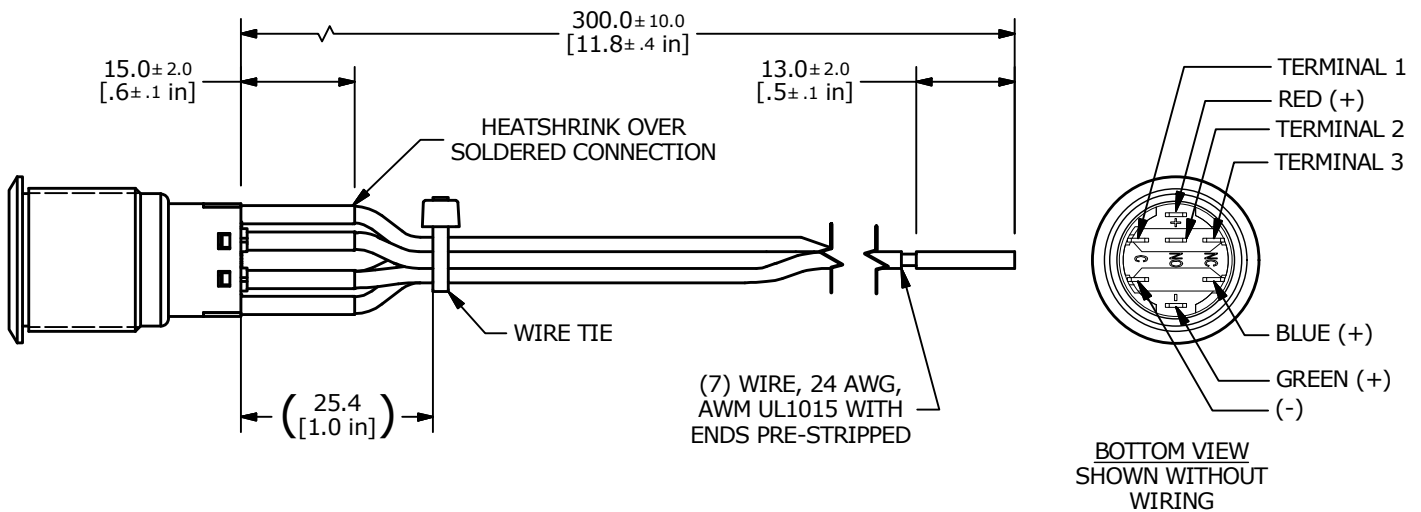 300.0±10.0
[11.8±.4 in]
15.0±2.0
[.6±.1 in]
13.0±2.0
[.5±.1 in]
HEATSHRINK OVER
SOLDERED CONNECTION
WIRE TIE
(25.4
[1.0 in])
(7) WIRE, 24 AWG,
AWM UL1015 WITH
ENDS PRE-STRIPPED
TERMINAL 1
RED (+)
TERMINAL 2
TERMINAL 3
+
C
NO
NC
-
BLUE (+)
GREEN (+)
(-)
BOTTOM VIEW
SHOWN WITHOUT
WIRING